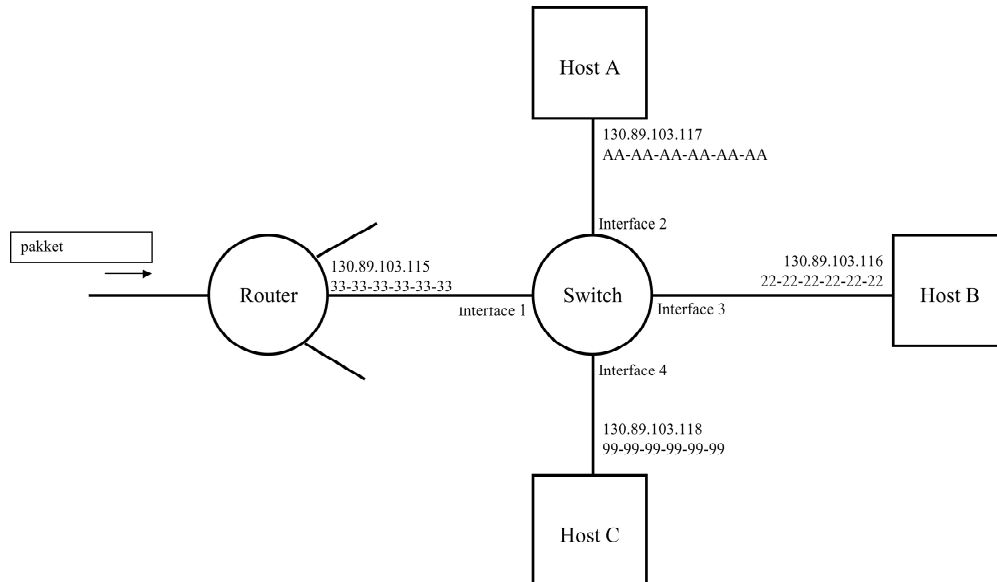 Host A
130.89.103.117
AA-AA-AA-AA-AA-AA
Interface 2
pakket
130.89.103.115
33-33-33-33-33-33
Router
Interface 1
Switch
Interface 3
130.89.103.116
22-22-22-22-22-22
Host B
Interface 4
130.89.103.118
99-99-99-99-99-99
Host C